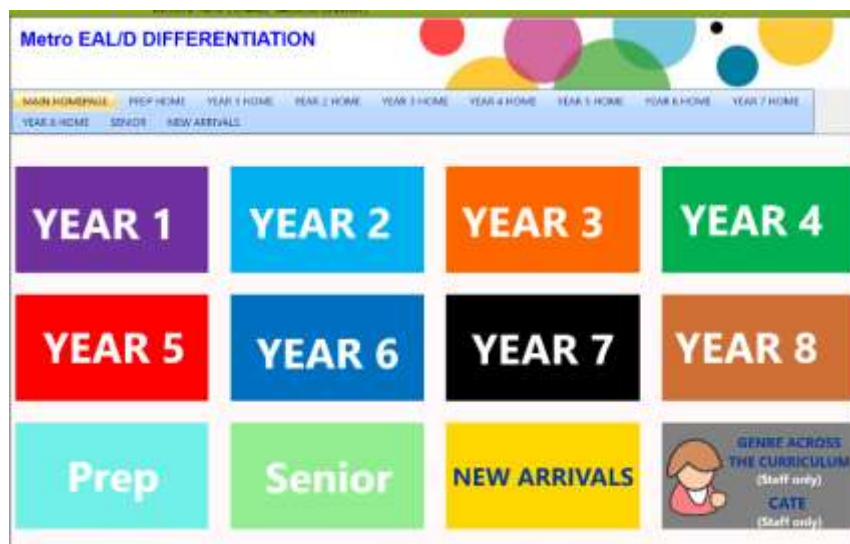 Metro EAL/D DIFFERENTIATION
MAIN HOMEPAGE PREP HOME YEAR 1 HOME YEAR 2 HOME YEAR 3 HOME YEAR 4 HOME YEAR 5 HOME YEAR 6 HOME YEAR 7 HOME
YEAR 8 HOME SENIOR NEW ARRIVALS
YEAR 1 YEAR 2 YEAR 3 YEAR 4
YEAR 5 YEAR 6 YEAR 7 YEAR 8
Prep Senior NEW ARRIVALS
GENRE ACROSS
THE CURRICULUM
(Staff only)
CATE
(Staff only)